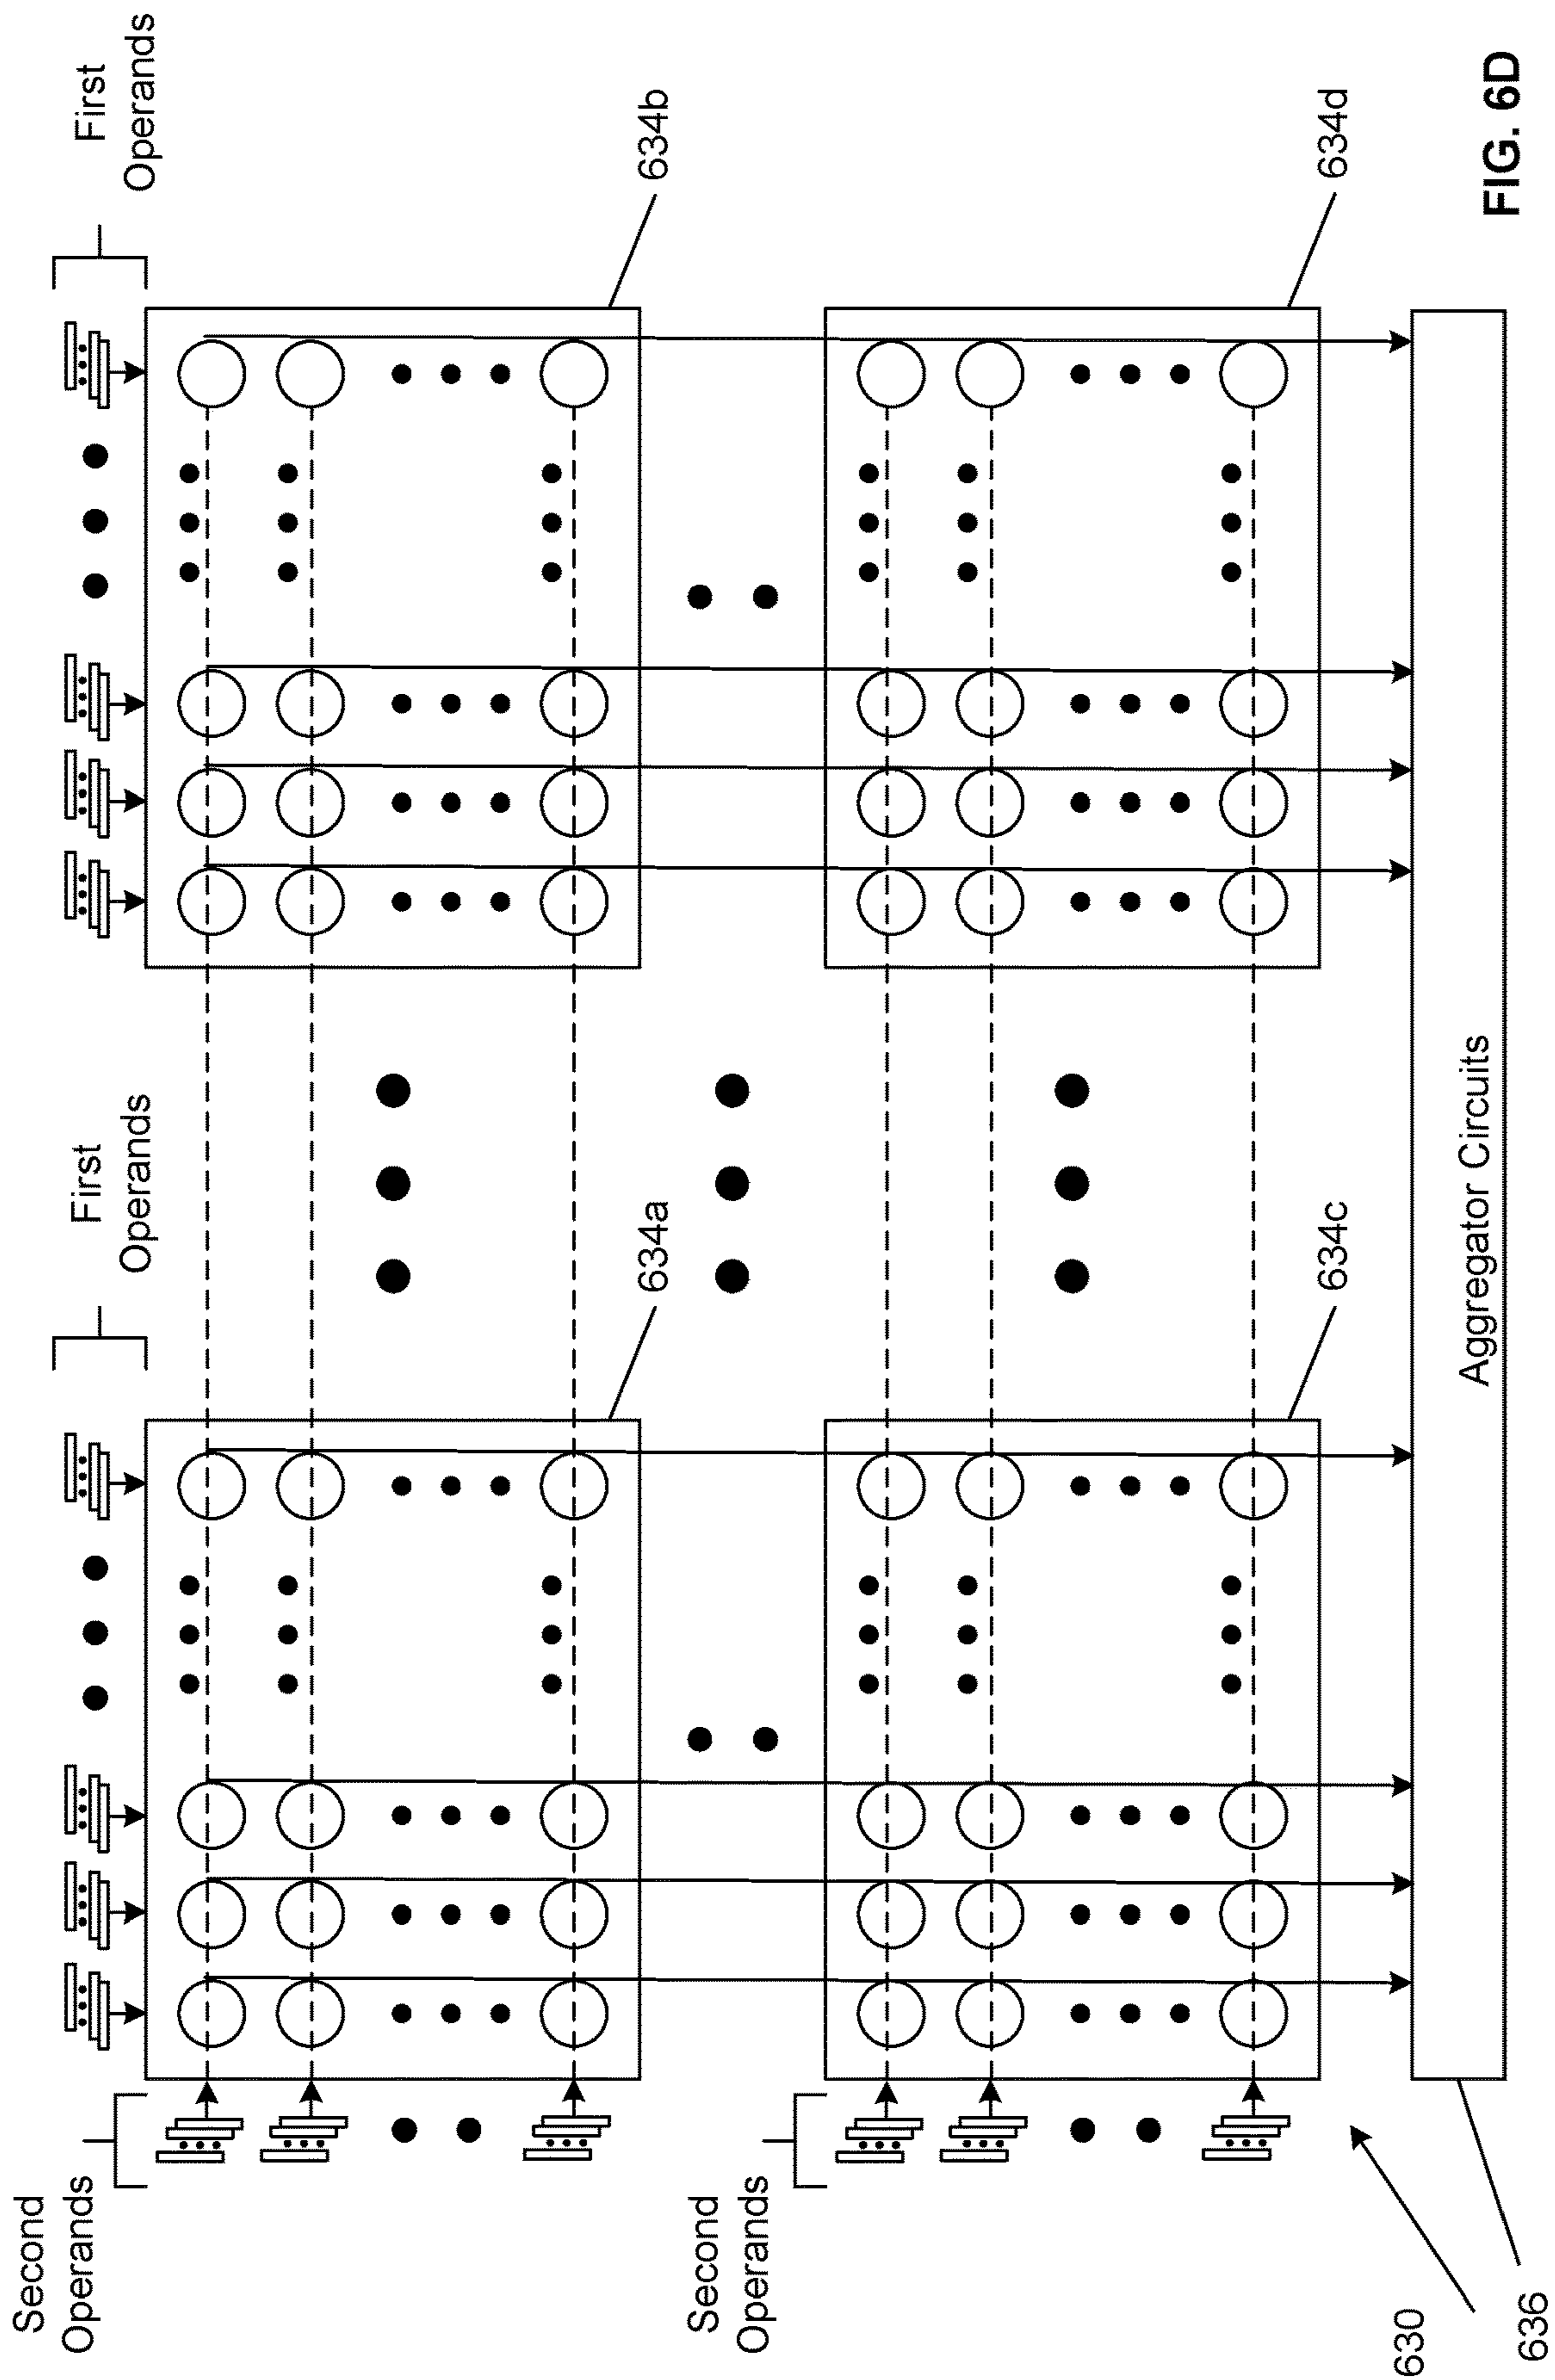 First
Operands
First
Operands
Second
Operands
634a
634b
Second
Operands
634c
634d
630
Aggregator Circuits
636
FIG. 6D